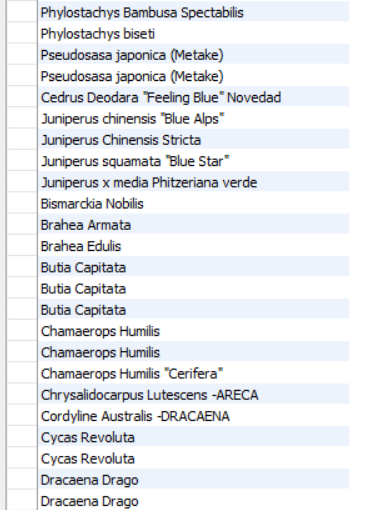 Phylostachys Bambusa Spectabilis
Phylostachys biseti
Pseudosasa japonica (Metake)
Pseudosasa japonica (Metake)
Cedrus Deodara "Feeling Blue" Novedad
Juniperus chinensis "Blue Alps"
Juniperus Chinensis Stricta
Juniperus squamata "Blue Star"
Juniperus x media Phitzeriana verde
Bismarckia Nobilis
Brahea Armata
Brahea Edulis
Butia Capitata
Butia Capitata
Butia Capitata
Chamaerops Humilis
Chamaerops Humilis
Chamaerops Humilis "Cerifera"
Chrysalidocarpus Lutescens -ARECA
Cordyline Australis -DRACAENA
Cycas Revoluta
Cycas Revoluta
Dracaena Drago
Dracaena Drago